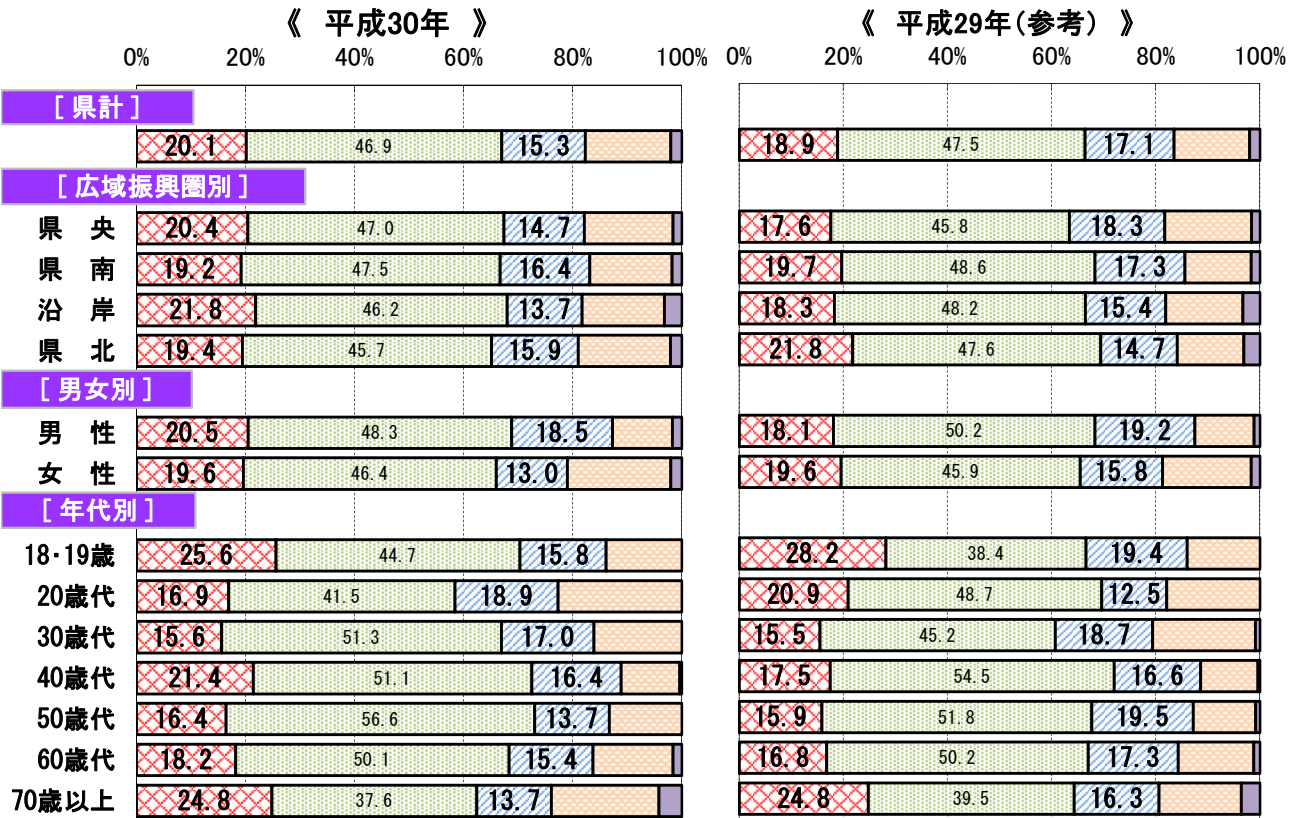 《 平成30年 》 《 平成29年(参考) 》
0% 20% 40% 60% 80% 100% 0% 20% 40% 60% 80% 100%
[ 県計 ]
20.1 46.9 15.3 18.9 47.5 17.1
[ 広域振興圏別 ]
県 央 20.4 47.0 14.7 17.6 45.8 18.3
県 南 19.2 47.5 16.4 19.7 48.6 17.3
沿 岸 21.8 46.2 13.7 18.3 48.2 15.4
県 北 19.4 45.7 15.9 21.8 47.6 14.7
[ 男女別 ]
男 性 20.5 48.3 18.5 18.1 50.2 19.2
女 性 19.6 46.4 13.0 19.6 45.9 15.8
[ 年代別 ]
18・19歳 25.6 44.7 15.8 28.2 38.4 19.4
20歳代 16.9 41.5 18.9 20.9 48.7 12.5
30歳代 15.6 51.3 17.0 15.5 45.2 18.7
40歳代 21.4 51.1 16.4 17.5 54.5 16.6
50歳代 16.4 56.6 13.7 15.9 51.8 19.5
60歳代 18.2 50.1 15.4 16.8 50.2 17.3
70歳以上 24.8 37.6 13.7 24.8 39.5 16.3